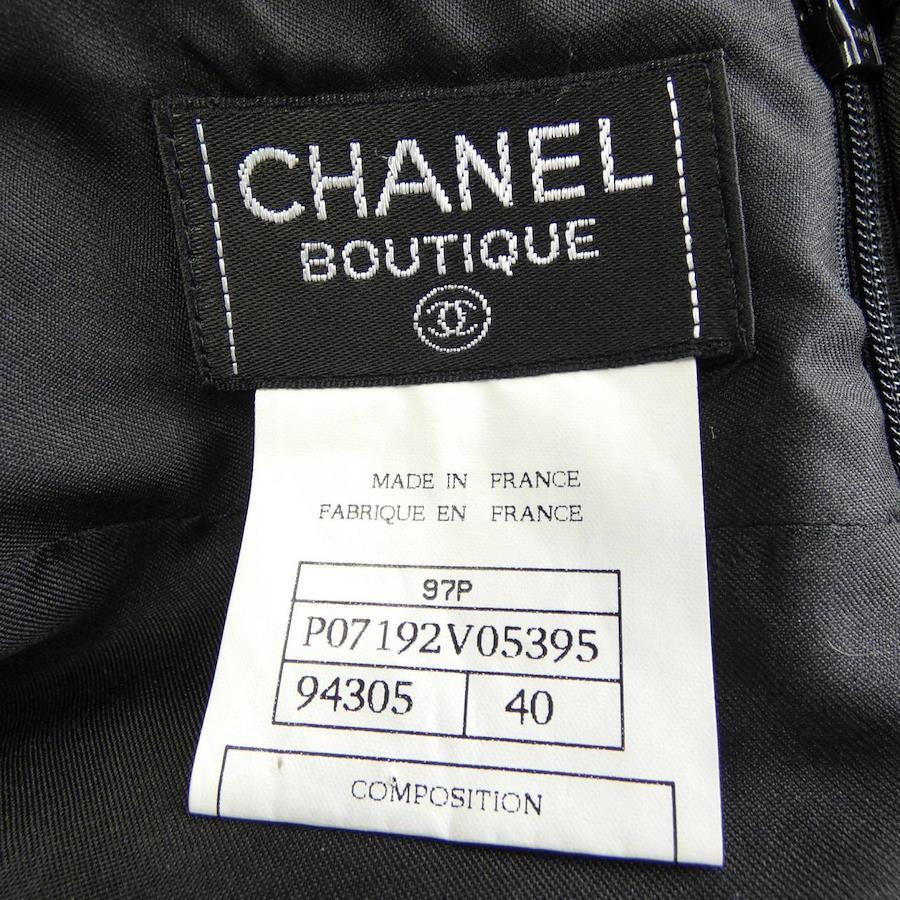 CHANEL
BOUTIQUE
MADE IN FRANCE
FABRIQUE EN FRANCE
97P
P07192V05395
94305 40
COMPOSITION